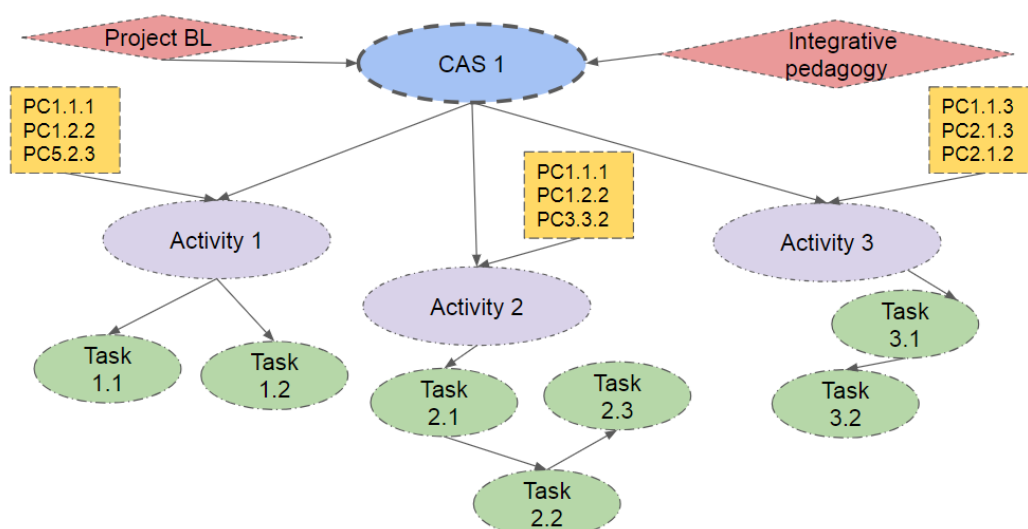 Project BL
CAS 1
Integrative
pedagogy
PC1.1.1
PC1.2.2
PC5.2.3
PC1.1.3
PC2.1.3
PC2.1.2
PC1.1.1
PC1.2.2
PC3.3.2
Activity 1
Activity 2
Activity 3
Task
1.1
Task
1.2
Task
2.1
Task
2.3
Task
2.2
Task
3.1
Task
3.2